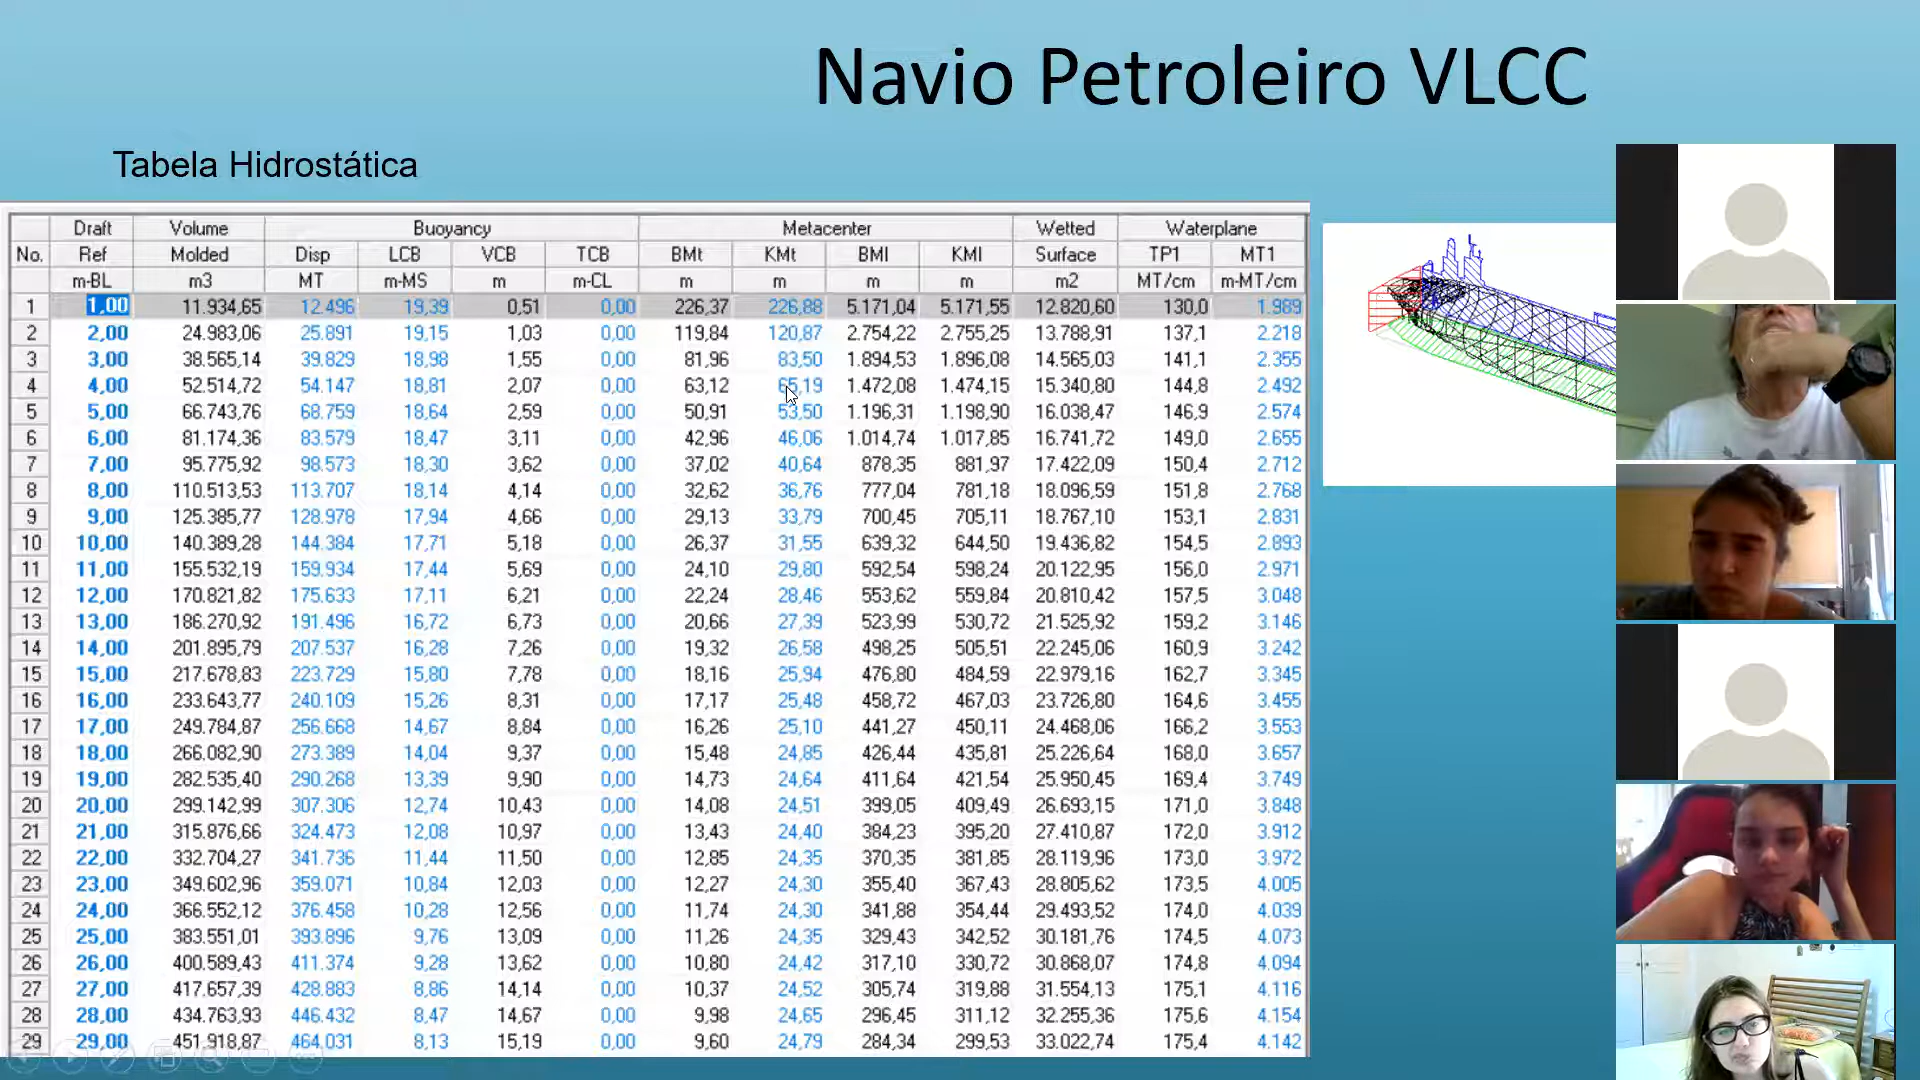 Navio Petroleiro VLCC
Tabela Hidrostática
Draft Volume Buoyancy Metacenter Wetted Waterplane
No. Ref Molded Disp LCB VCB TCB BMt KMt BMl KMl Surface TP1 MT1
m-BL m3 MT m-MS m m-CL m m m m m2 MT/cm m-MT/cm
1 1,00 11.934,65 12.496 19,39 0,51 0,00 226,37 226,88 5.171,04 5.171,55 12.820,60 130,0 1.989
2 2,00 24.983,06 25.891 19,15 1,03 0,00 119,84 120,87 2.754,22 2.755,25 13.788,91 137,1 2.218
3 3,00 38.565,14 39.829 18,98 1,55 0,00 81,96 83,50 1.894,53 1.896,08 14.565,03 141,1 2.355
4 4,00 52.514,72 54.147 18,81 2,07 0,00 63,12 65,19 1.472,08 1.474,15 15.340,80 144,8 2.492
5 5,00 66.743,76 68.759 18,64 2,59 0,00 50,91 53,50 1.196,31 1.198,90 16.038,47 146,9 2.574
6 6,00 81.174,36 83.579 18,47 3,11 0,00 42,96 46,06 1.014,74 1.017,85 16.741,72 149,0 2.655
7 7,00 95.775,92 98.573 18,30 3,62 0,00 37,02 40,64 878,35 881,97 17.422,09 150,4 2.712
8 8,00 110.513,53 113.707 18,14 4,14 0,00 32,62 36,76 777,04 781,18 18.096,59 151,8 2.768
9 9,00 125.385,77 128.978 17,94 4,66 0,00 29,13 33,79 700,45 705,11 18.767,10 153,1 2.831
10 10,00 140.389,28 144.384 17,71 5,18 0,00 26,37 31,55 639,32 644,50 19.436,82 154,5 2.893
11 11,00 155.532,19 159.934 17,44 5,69 0,00 24,10 29,80 592,54 598,24 20.122,95 156,0 2.971
12 12,00 170.821,82 175.633 17,11 6,21 0,00 22,24 28,46 553,62 559,84 20.810,42 157,5 3.048
13 13,00 186.270,92 191.496 16,72 6,73 0,00 20,66 27,39 523,99 530,72 21.525,92 159,2 3.146
14 14,00 201.895,79 207.537 16,28 7,26 0,00 19,32 26,58 498,25 505,51 22.245,06 160,9 3.242
15 15,00 217.678,83 223.729 15,80 7,78 0,00 18,16 25,94 476,80 484,59 22.979,16 162,7 3.345
16 16,00 233.643,77 240.109 15,26 8,31 0,00 17,17 25,48 458,72 467,03 23.726,80 164,6 3.455
17 17,00 249.784,87 256.668 14,67 8,84 0,00 16,26 25,10 441,27 450,11 24.468,06 166,2 3.553
18 18,00 266.082,90 273.389 14,04 9,37 0,00 15,48 24,85 426,44 435,81 25.226,64 168,0 3.657
19 19,00 282.535,40 290.268 13,39 9,90 0,00 14,73 24,64 411,64 421,54 25.950,45 169,4 3.749
20 20,00 299.142,99 307.306 12,74 10,43 0,00 14,08 24,51 399,05 409,49 26.693,15 171,0 3.848
21 21,00 315.876,66 324.473 12,08 10,97 0,00 13,43 24,40 384,23 395,20 27.410,87 172,0 3.912
22 22,00 332.704,27 341.736 11,44 11,50 0,00 12,85 24,35 370,35 381,85 28.119,96 173,0 3.972
23 23,00 349.602,96 359.071 10,84 12,03 0,00 12,27 24,30 355,40 367,43 28.805,62 173,5 4.005
24 24,00 366.552,12 376.458 10,28 12,56 0,00 11,74 24,30 341,88 354,44 29.493,52 174,0 4.039
25 25,00 383.551,01 393.896 9,76 13,09 0,00 11,26 24,35 329,43 342,52 30.181,76 174,5 4.073
26 26,00 400.589,43 411.374 9,28 13,62 0,00 10,80 24,42 317,10 330,72 30.868,07 174,8 4.094
27 27,00 417.657,39 428.883 8,86 14,14 0,00 10,37 24,52 305,74 319,88 31.554,13 175,1 4.116
28 28,00 434.763,93 446.432 8,47 14,67 0,00 9,98 24,65 296,45 311,12 32.255,36 175,6 4.154
29 29,00 451.918,87 464.031 8,13 15,19 0,00 9,60 24,79 284,34 299,53 33.022,74 175,4 4.142